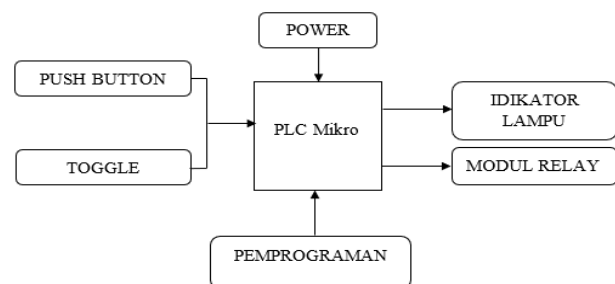 POWER
PUSH BUTTON
PLC Mikro
IDIKATOR
LAMPU
TOGGLE
MODUL RELAY
PEMPROGRAMAN